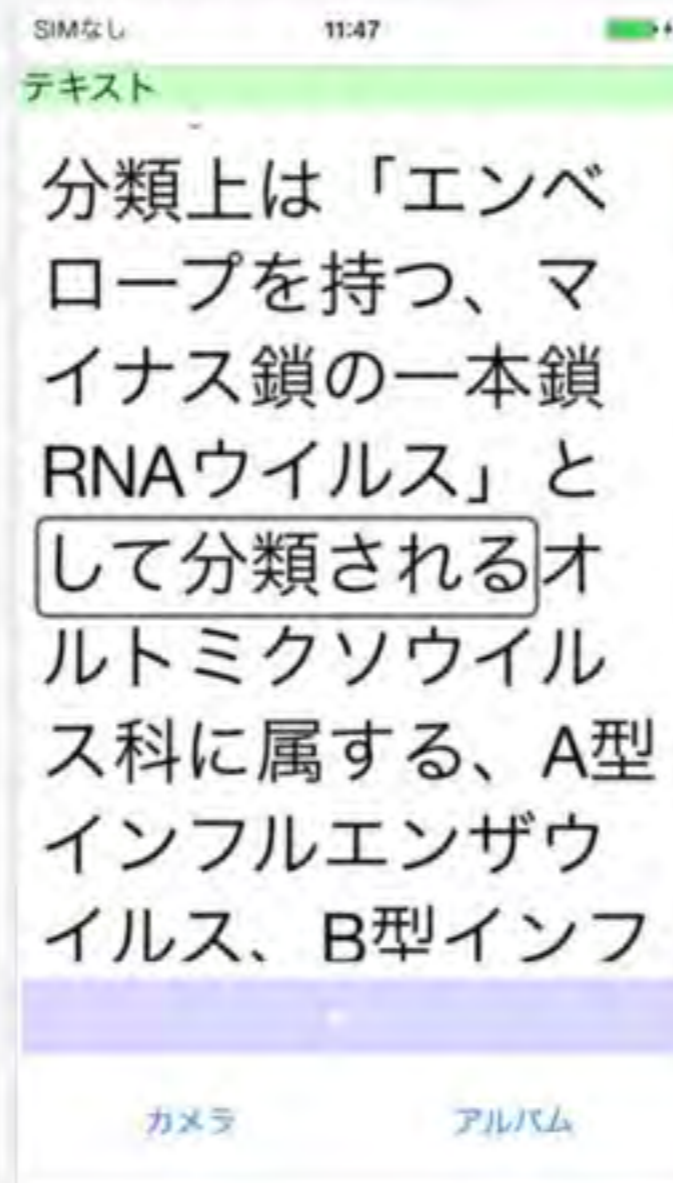 SIMなし 11:47
テキスト
分類上は「エンベ
ロープを持つ、マ
イナス鎖の一本鎖
RNAウイルス」と
して分類されるオ
ルトミクソウイル
ス科に属する、A型
インフルエンザウ
イルス、B型インフ
カメラ アルバム